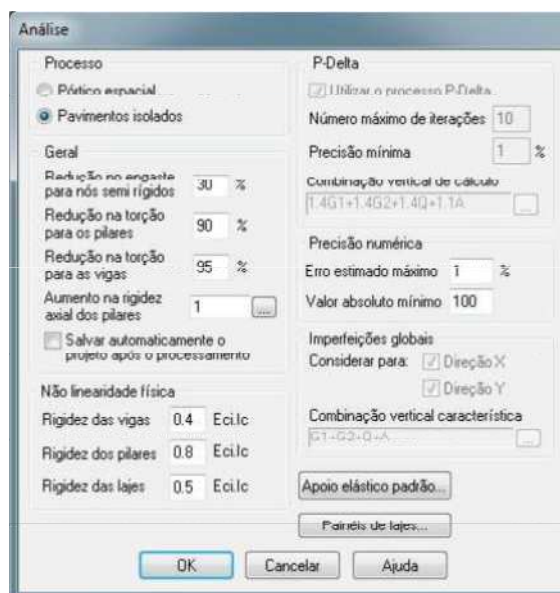 Análise
Processo
Pórtico espacial
Pavimentos isolados
Geral
Redução no engaste
para nós semi rígidos 30 %
Redução na torção
para os pilares 90 %
Redução na torção
para as vigas 95 %
Aumento na rigidez
axial dos pilares 1 ...
Salvar automaticamente o
projeto após o processamento
Não linearidade física
Rigidez das vigas 0.4 Eci.Ic
Rigidez dos pilares 0.8 Eci.Ic
Rigidez das lajes 0.5 Eci.Ic
P-Delta
Utilizar o processo P-Delta
Número máximo de iterações 10
Precisão mínima 1 %
Combinação vertical de cálculo
1.4G1+1.4G2+1.4Q+1.1A ...
Precisão numérica
Erro estimado máximo 1 %
Valor absoluto mínimo 100
Imperfeições globais
Considerar para: Direção X
Direção Y
Combinação vertical característica
G1+G2+Q+A ...
Apoio elástico padrão...
Painéis de lajes...
OK Cancelar Ajuda